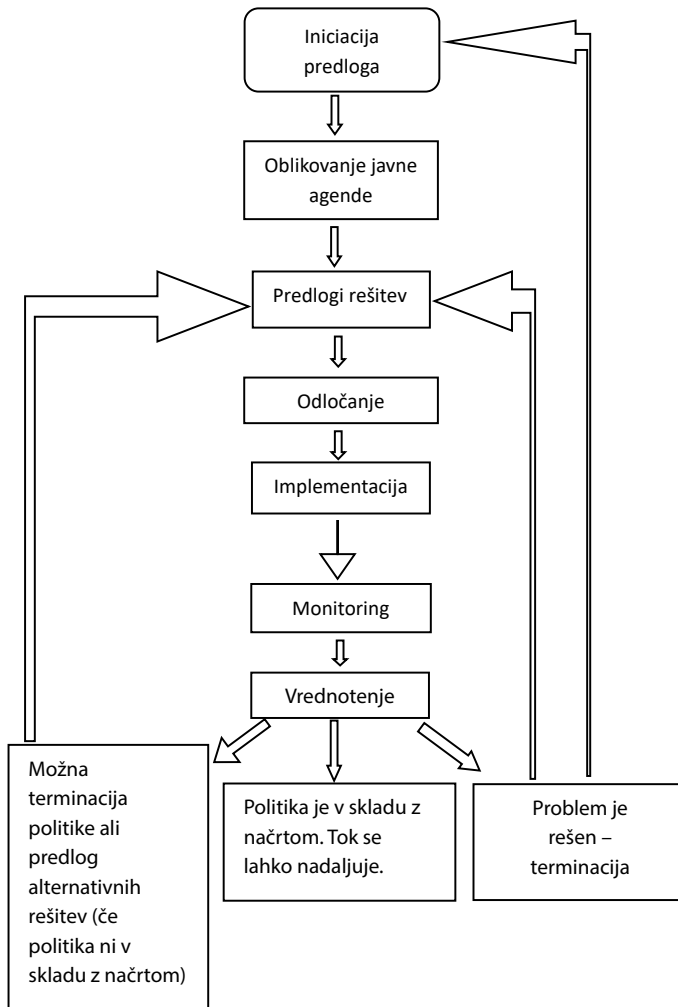 Iniciacija
predloga
Oblikovanje javne
agende
Predlogi rešitev
Odločanje
Implementacija
Monitoring
Vrednotenje
Možna
terminacija
politike ali
predlog
alternativnih
rešitev (če
politika ni v
skladu z načrtom)
Politika je v skladu z
načrtom. Tok se
lahko nadaljuje.
Problem je
rešen –
terminacija